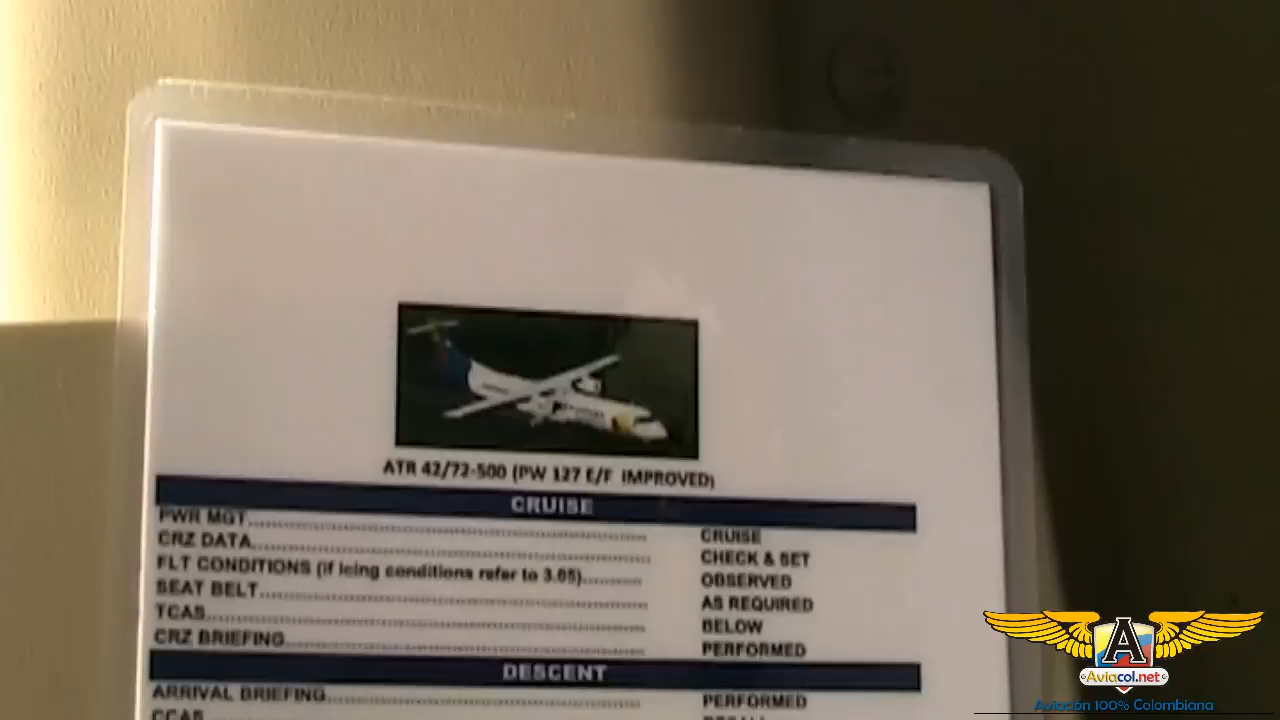 ATR 42/72-500 (PW 127 E/F IMPROVED)
CRUISE
PWR MGT........ CRUISE
CRZ DATA........ CHECK & SET
FLT CONDITIONS (if icing conditions refer to 3.05)........ OBSERVED
SEAT BELT........ AS REQUIRED
TCAS........ BELOW
CRZ BRIEFING........ PERFORMED
DESCENT
ARRIVAL BRIEFING........ PERFORMED
CCAS
A
Aviacol.net
Aviación 100% Colombiana